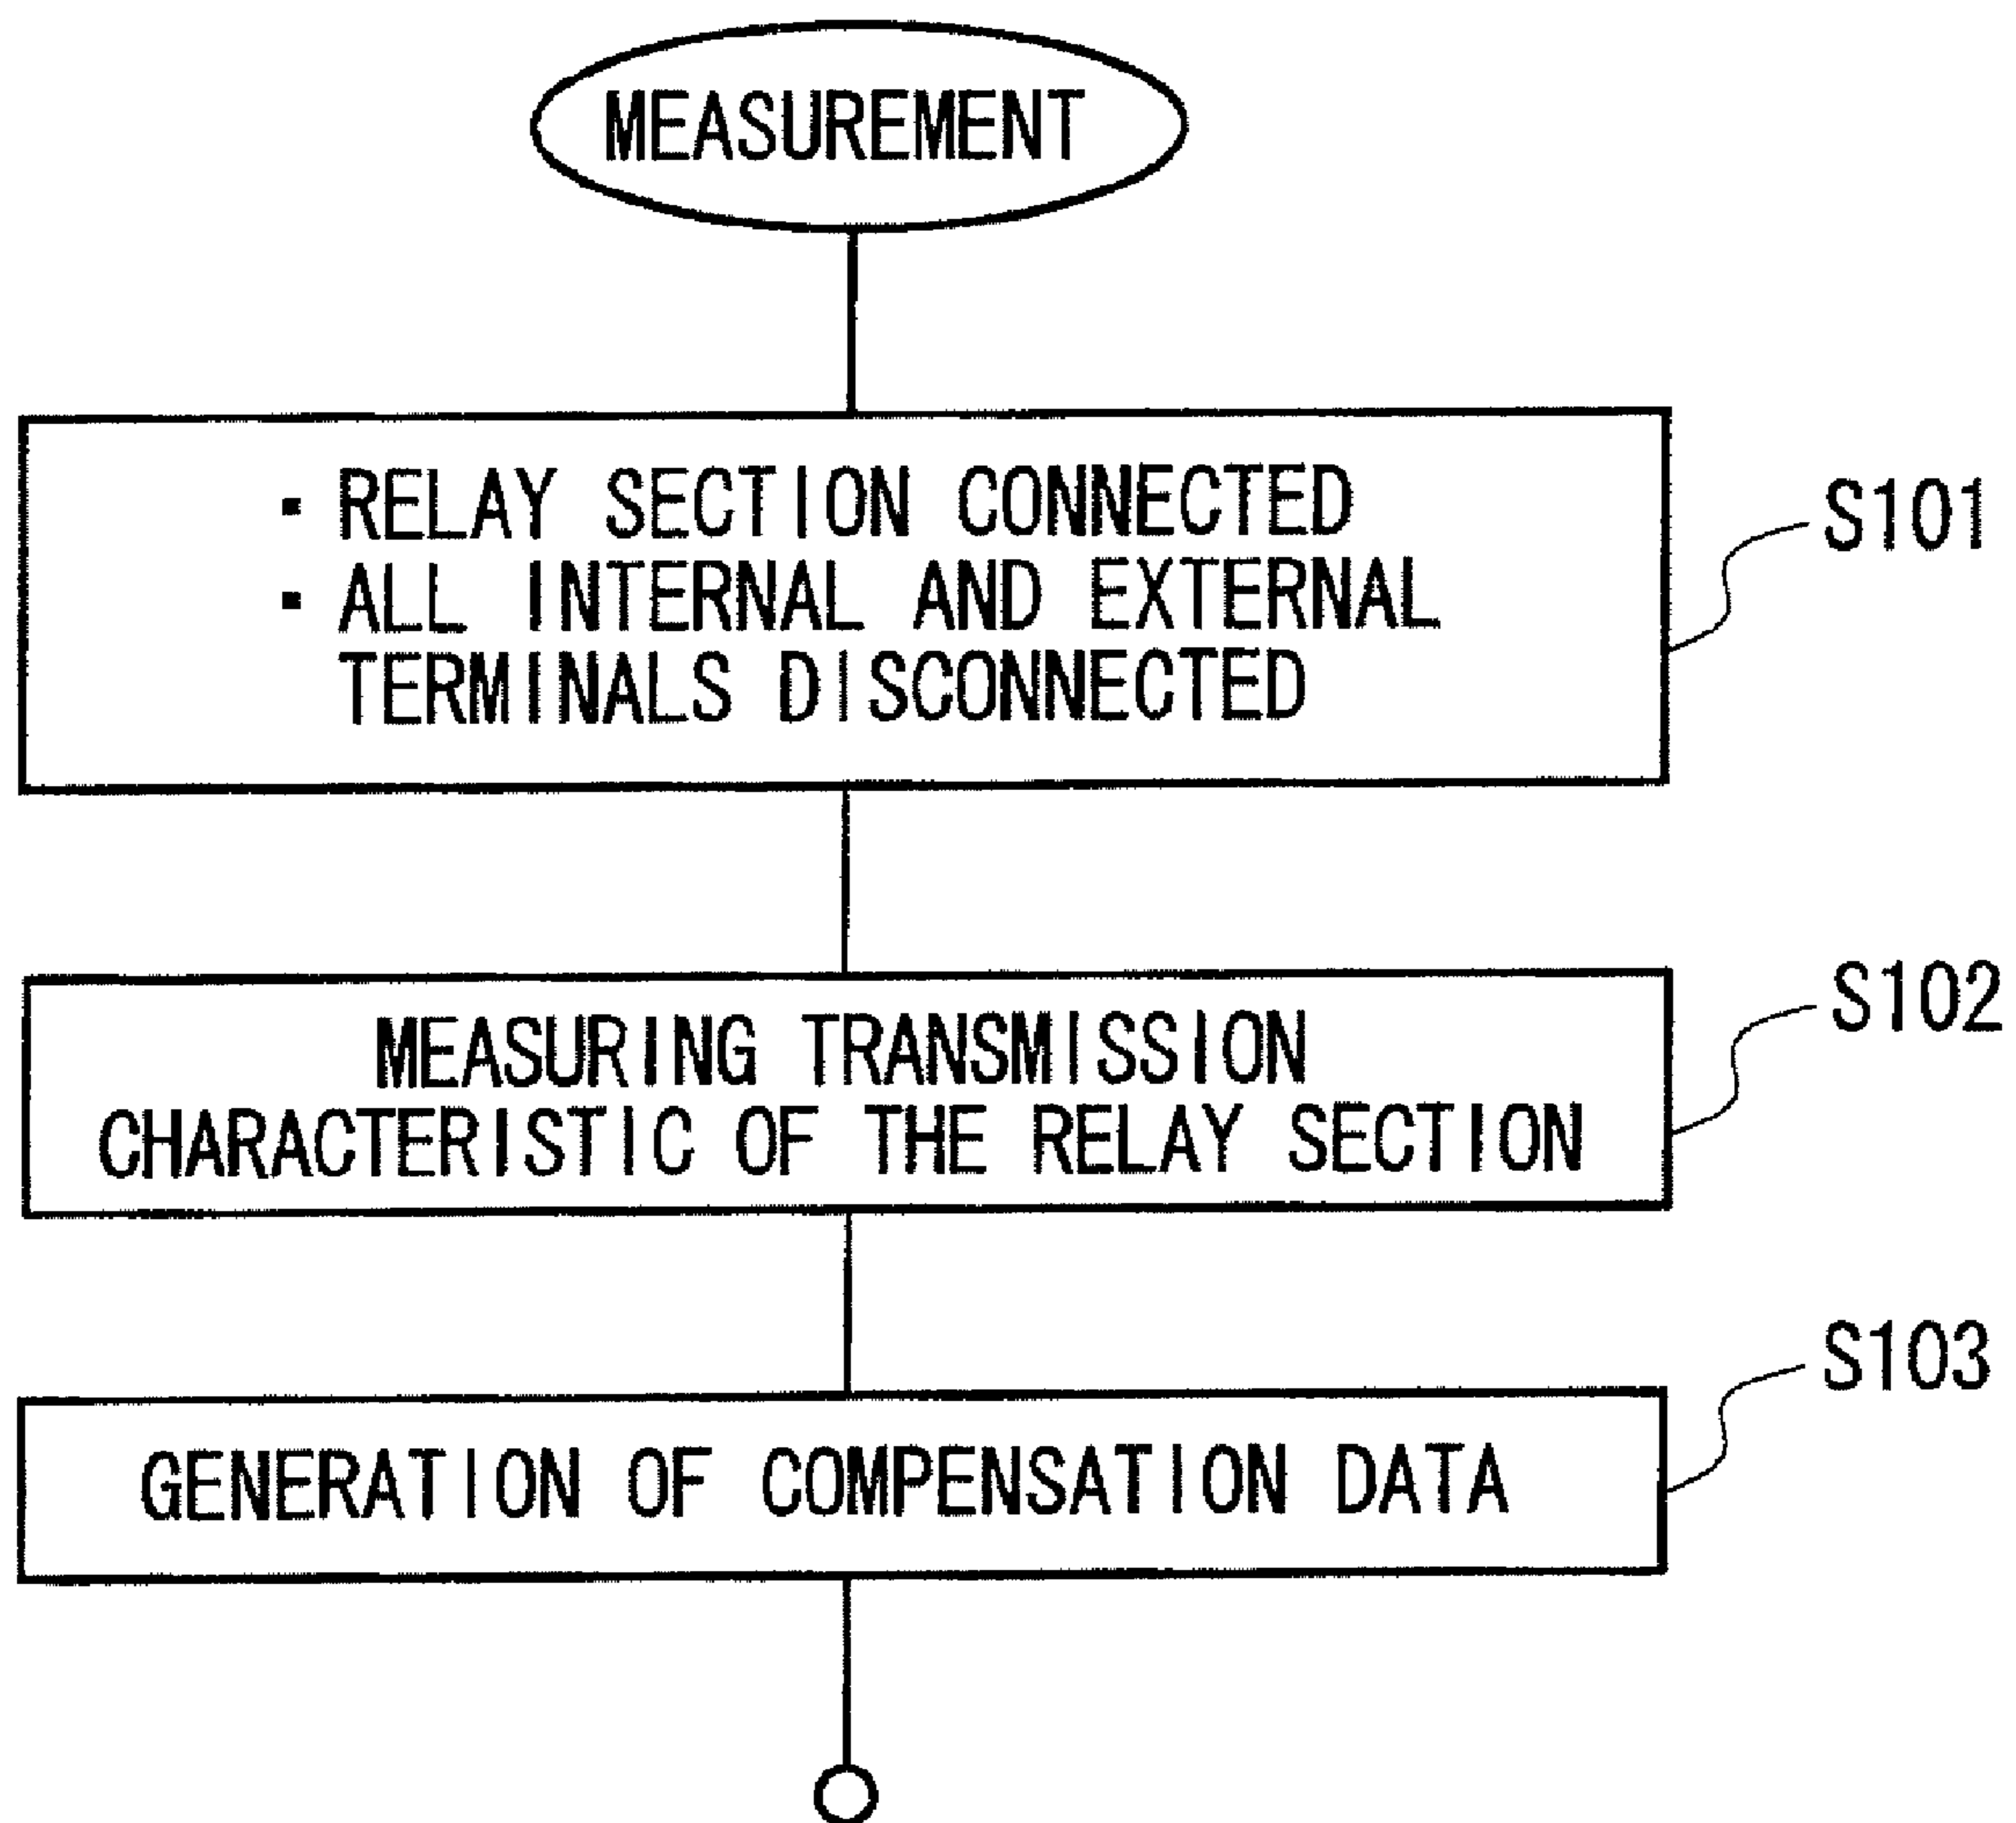 MEASUREMENT
· RELAY SECTION CONNECTED
· ALL INTERNAL AND EXTERNAL
TERMINALS DISCONNECTED
S101
MEASURING TRANSMISSION
CHARACTERISTIC OF THE RELAY SECTION
S102
GENERATION OF COMPENSATION DATA
S103